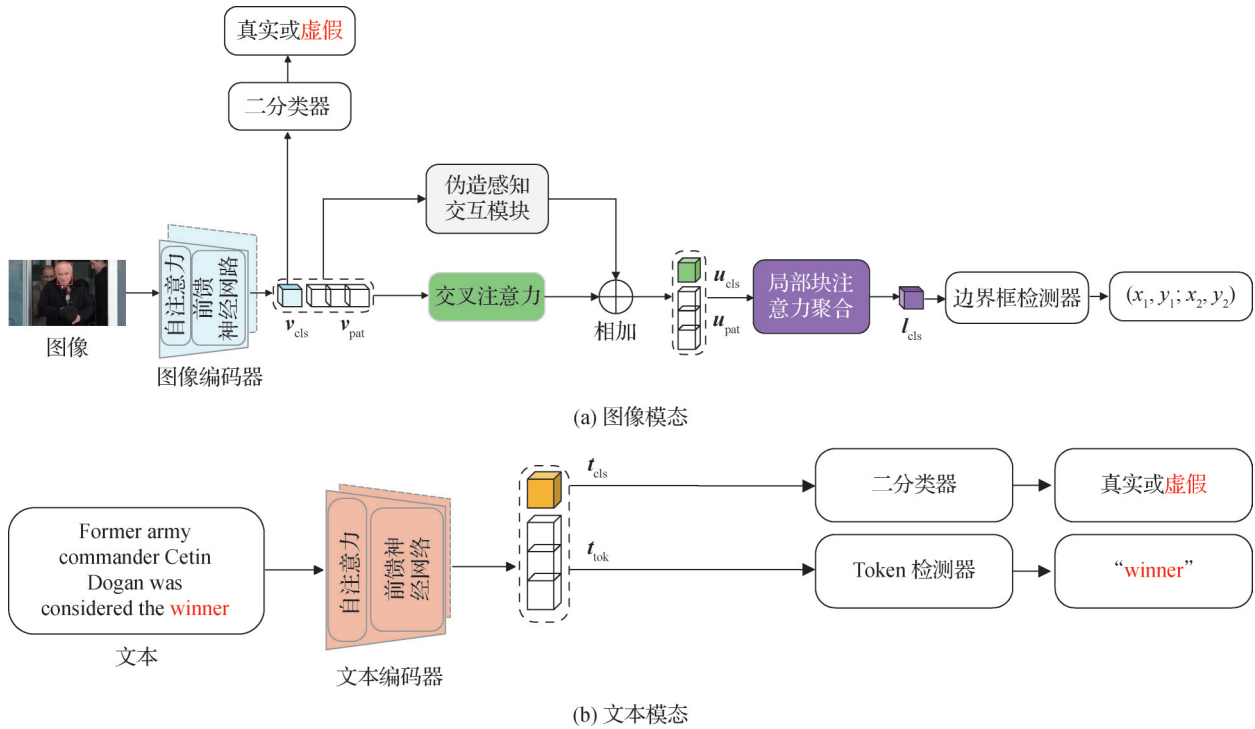 真实或虚假
二分类器
伪造感知
交互模块
自注意力
前馈
神经网路
v_cls
v_pat
交叉注意力
相加
u_cls
u_pat
局部块注
意力聚合
l_cls
边界框检测器
(x₁, y₁; x₂, y₂)
图像
图像编码器
(a) 图像模态
Former army
commander Cetin
Dogan was
considered the winner
文本
自注意力
前馈神
经网络
文本编码器
t_cls
t_tok
二分类器
真实或虚假
Token 检测器
“winner”
(b) 文本模态